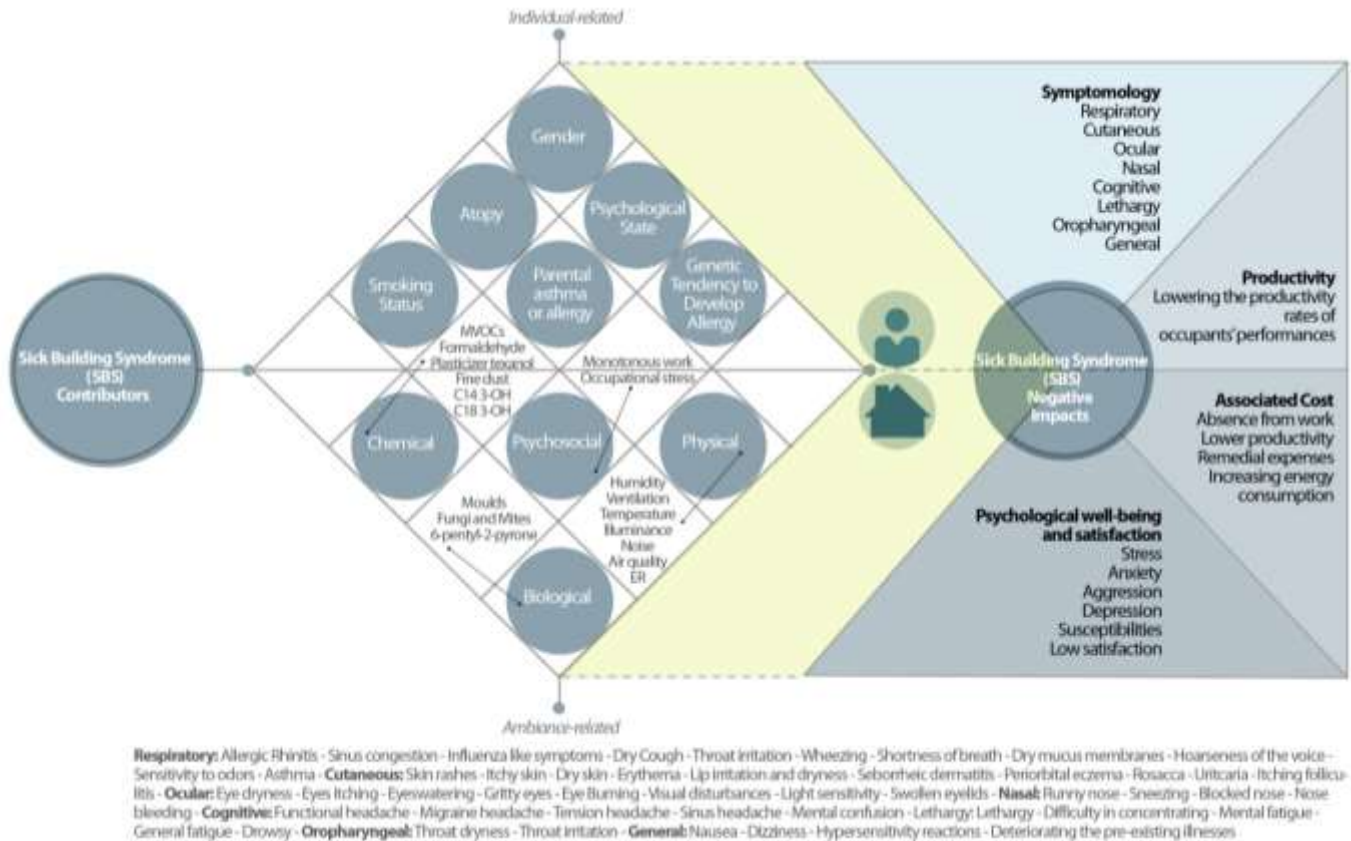 Individual-related
Gender
Atopy
Psychological
State
Smoking
Status
Parental
asthma
or allergy
Genetic
Tendency to
Develop
Allergy
MVOCs
Formaldehyde
Plasticizer texanol
Fine dust
C14 3-OH
C18 3-OH
Monotonous work
Occupational stress
Sick Building Syndrome
(SBS)
Contributors
Chemical
Psychosocial
Physical
Moulds
Fungi and Mites
6-pentyl-2-pyrone
Humidity
Ventilation
Temperature
Illuminance
Noise
Air quality
ER
Biological
Ambiance-related
Symptomology
Respiratory
Cutaneous
Ocular
Nasal
Cognitive
Lethargy
Oropharyngeal
General
Productivity
Lowering the productivity
rates of
occupants' performances
Sick Building Syndrome
(SBS)
Negative
Impacts
Associated Cost
Absence from work
Lower productivity
Remedial expenses
Increasing energy
consumption
Psychological well-being
and satisfaction
Stress
Anxiety
Aggression
Depression
Susceptibilities
Low satisfaction
Respiratory: Allergic Rhinitis - Sinus congestion - Influenza like symptoms - Dry Cough - Throat irritation - Wheezing - Shortness of breath - Dry mucus membranes - Hoarseness of the voice -
Sensitivity to odors - Asthma - Cutaneous: Skin rashes - Itchy skin - Dry skin - Erythema - Lip irritation and dryness - Seborrheic dermatitis - Periorbital eczema - Rosacca - Uritcaria - Itching follicu-
litis - Ocular: Eye dryness - Eyes Itching - Eyeswatering - Gritty eyes - Eye Burning - Visual disturbances - Light sensitivity - Swollen eyelids - Nasal: Runny nose - Sneezing - Blocked nose - Nose
bleeding - Cognitive: Functional headache - Migraine headache - Tension headache - Sinus headache - Mental confusion - Lethargy: Lethargy - Difficulty in concentrating - Mental fatigue -
General fatigue - Drowsy - Oropharyngeal: Throat dryness - Throat irritation - General: Nausea - Dizziness - Hypersensitivity reactions - Deteriorating the pre-existing illnesses